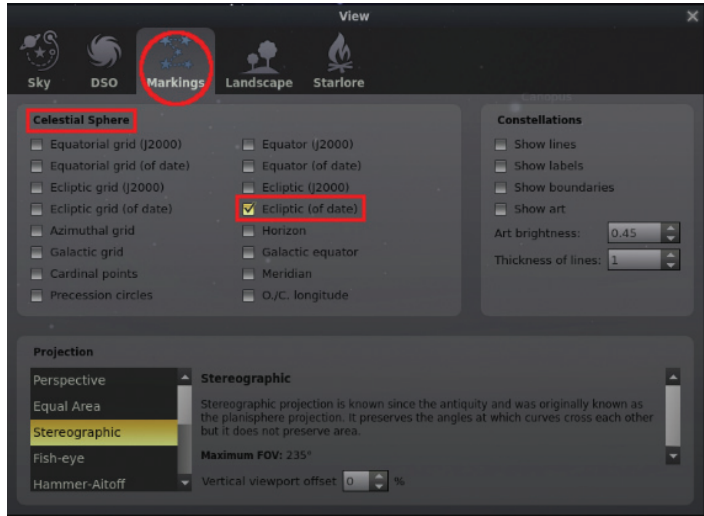 View
Sky
DSO
Markings
Landscape
Starlore
Canopus
Celestial Sphere
Equatorial grid (J2000)
Equatorial grid (of date)
Ecliptic grid (J2000)
Ecliptic grid (of date)
Azimuthal grid
Galactic grid
Cardinal points
Precession circles
Equator (J2000)
Equator (of date)
Ecliptic (J2000)
Ecliptic (of date)
Horizon
Galactic equator
Meridian
O./C. longitude
Constellations
Show lines
Show labels
Show boundaries
Show art
Art brightness: 0.45
Thickness of lines: 1
Projection
Perspective
Equal Area
Stereographic
Fish-eye
Hammer-Aitoff
Stereographic
Stereographic projection is known since the antiquity and was originally known as
the planisphere projection. It preserves the angles at which curves cross each other
but it does not preserve area.
Maximum FOV: 235°
Vertical viewport offset 0 %